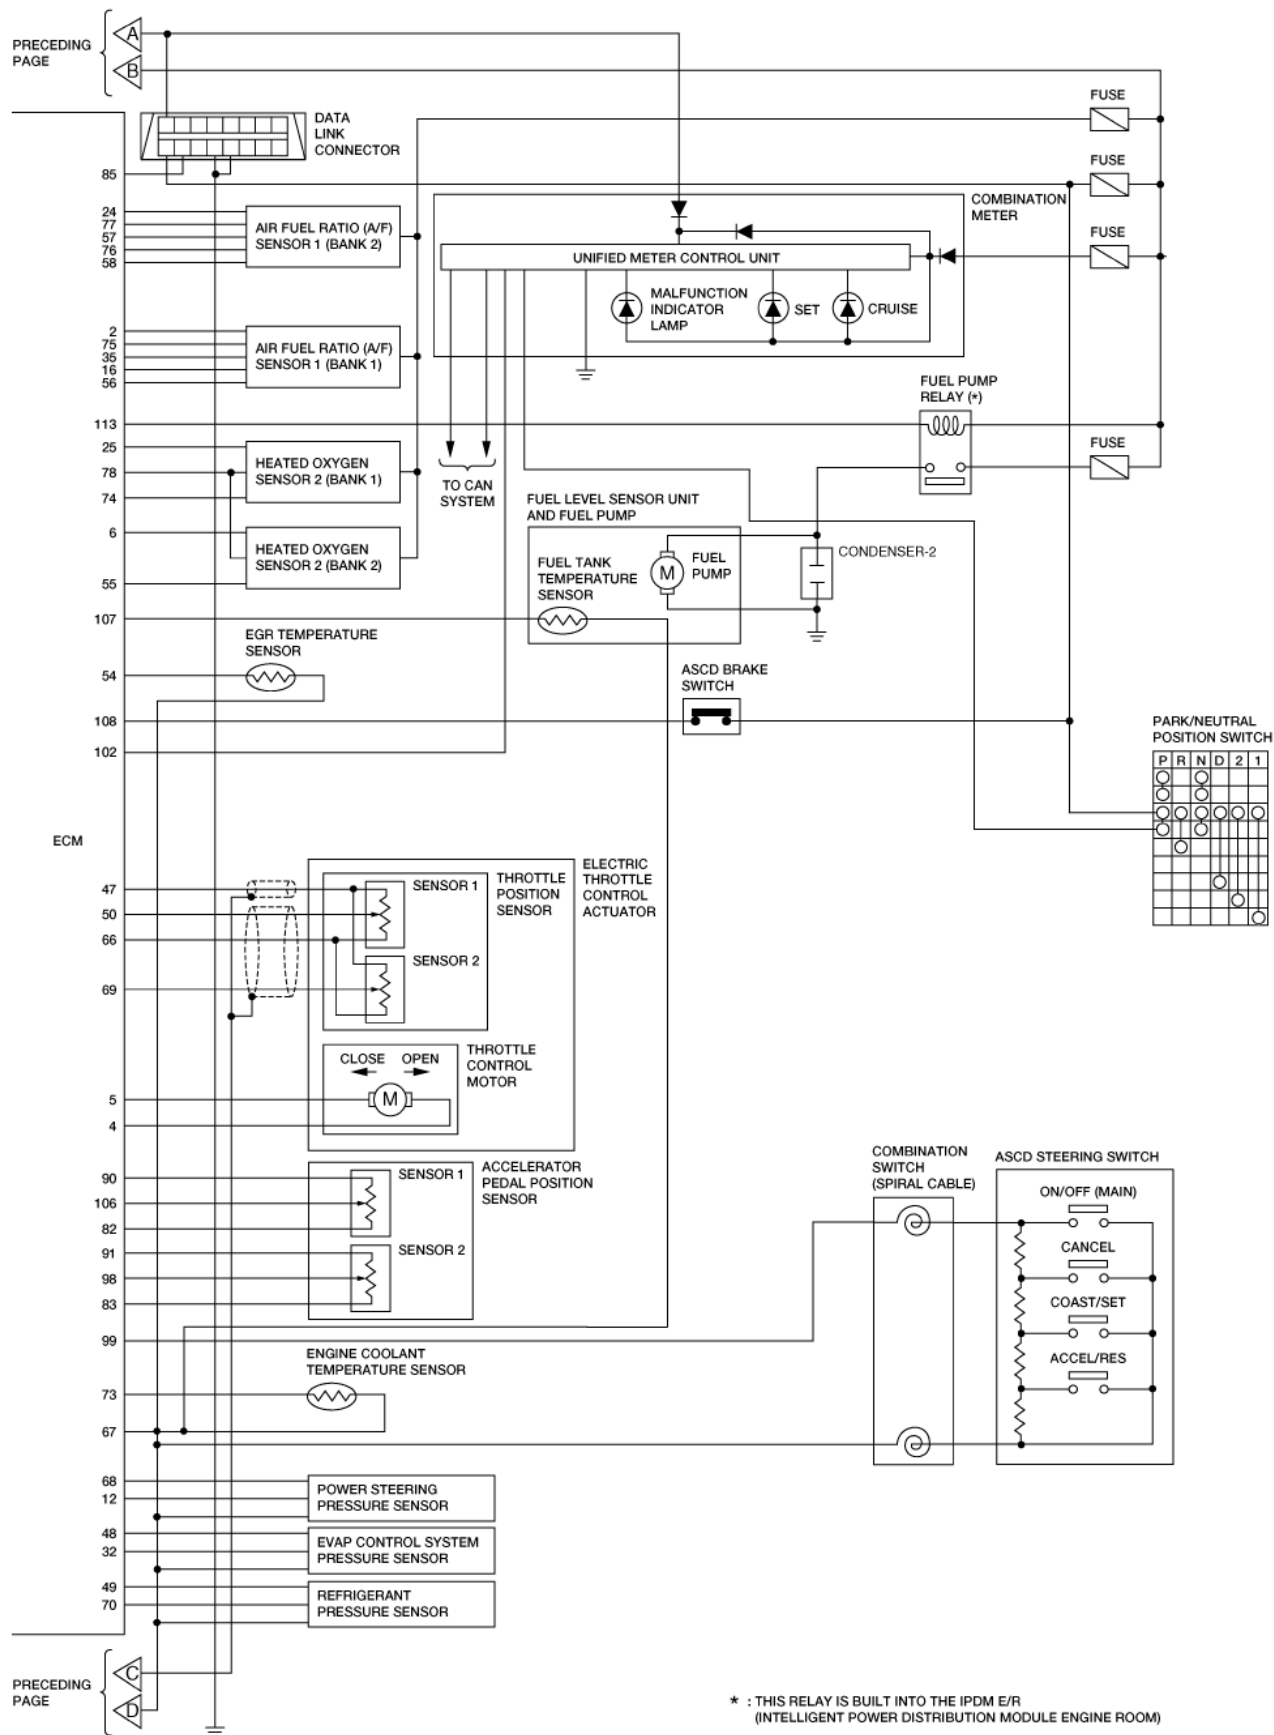 PRECEDING
PAGE
A
B
DATA
LINK
CONNECTOR
FUSE
FUSE
FUSE
85
24
77
57
76
58
AIR FUEL RATIO (A/F)
SENSOR 1 (BANK 2)
COMBINATION
METER
UNIFIED METER CONTROL UNIT
MALFUNCTION
INDICATOR
LAMP
SET
CRUISE
2
75
35
16
56
AIR FUEL RATIO (A/F)
SENSOR 1 (BANK 1)
FUEL PUMP
RELAY (*)
FUSE
113
25
78
74
HEATED OXYGEN
SENSOR 2 (BANK 1)
TO CAN
SYSTEM
6
55
HEATED OXYGEN
SENSOR 2 (BANK 2)
FUEL LEVEL SENSOR UNIT
AND FUEL PUMP
FUEL TANK
TEMPERATURE
SENSOR
M
FUEL
PUMP
CONDENSER-2
107
EGR TEMPERATURE
SENSOR
54
ASCD BRAKE
SWITCH
108
102
PARK/NEUTRAL
POSITION SWITCH
P R N D 2 1
ECM
47
50
66
69
SENSOR 1
SENSOR 2
THROTTLE
POSITION
SENSOR
ELECTRIC
THROTTLE
CONTROL
ACTUATOR
CLOSE OPEN
M
THROTTLE
CONTROL
MOTOR
5
4
90
106
82
91
98
83
SENSOR 1
SENSOR 2
ACCELERATOR
PEDAL POSITION
SENSOR
COMBINATION
SWITCH
(SPIRAL CABLE)
ASCD STEERING SWITCH
ON/OFF (MAIN)
CANCEL
COAST/SET
ACCEL/RES
99
ENGINE COOLANT
TEMPERATURE SENSOR
73
67
68
12
POWER STEERING
PRESSURE SENSOR
48
32
EVAP CONTROL SYSTEM
PRESSURE SENSOR
49
70
REFRIGERANT
PRESSURE SENSOR
PRECEDING
PAGE
C
D
* : THIS RELAY IS BUILT INTO THE IPDM E/R
(INTELLIGENT POWER DISTRIBUTION MODULE ENGINE ROOM)